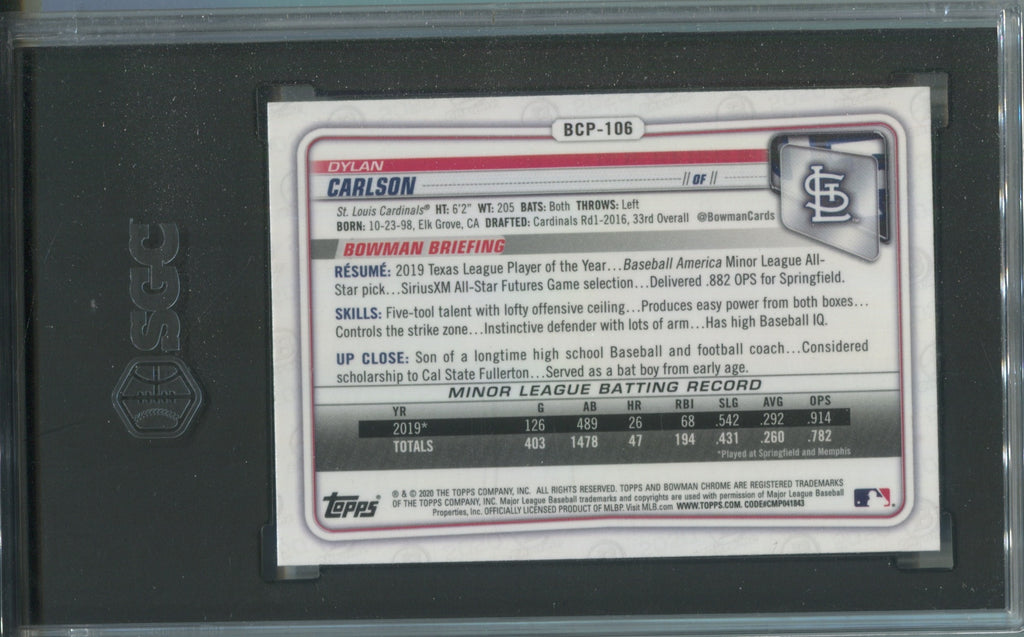 BCP-106
DYLAN
CARLSON // OF //
St. Louis Cardinals® HT: 6'2" WT: 205 BATS: Both THROWS: Left
BORN: 10-23-98, Elk Grove, CA DRAFTED: Cardinals Rd1-2016, 33rd Overall @BowmanCards
BOWMAN BRIEFING
RÉSUMÉ: 2019 Texas League Player of the Year...Baseball America Minor League All-
Star pick...SiriusXM All-Star Futures Game selection...Delivered .882 OPS for Springfield.
SKILLS: Five-tool talent with lofty offensive ceiling...Produces easy power from both boxes...
Controls the strike zone...Instinctive defender with lots of arm...Has high Baseball IQ.
UP CLOSE: Son of a longtime high school Baseball and football coach...Considered
scholarship to Cal State Fullerton...Served as a bat boy from early age.
MINOR LEAGUE BATTING RECORD
YR G AB HR RBI SLG AVG OPS
2019* 126 489 26 68 .542 .292 .914
TOTALS 403 1478 47 194 .431 .260 .782
*Played at Springfield and Memphis
Topps
® & © 2020 THE TOPPS COMPANY, INC. ALL RIGHTS RESERVED. TOPPS AND BOWMAN CHROME ARE REGISTERED TRADEMARKS
OF THE TOPPS COMPANY, INC. Major League Baseball trademarks and copyrights are used with permission of Major League Baseball
Properties, Inc. OFFICIALLY LICENSED PRODUCT OF MLBP. Visit MLB.com WWW.TOPPS.COM. CODE#CMP041843
SGC
STL